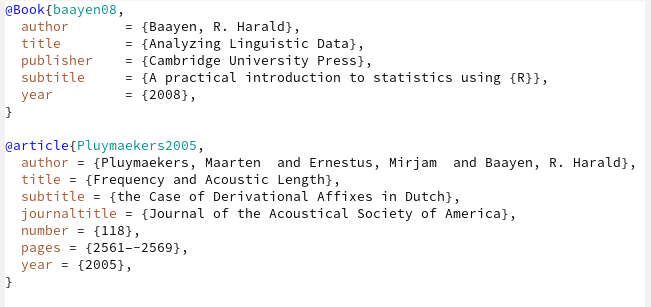 @Book{baayen08,
  author       = {Baayen, R. Harald},
  title        = {Analyzing Linguistic Data},
  publisher    = {Cambridge University Press},
  subtitle     = {A practical introduction to statistics using {R}},
  year         = {2008},
}
@article{Pluymaekers2005,
  author = {Pluymaekers, Maarten  and Ernestus, Mirjam  and Baayen, R. Harald},
  title = {Frequency and Acoustic Length},
  subtitle = {the Case of Derivational Affixes in Dutch},
  journaltitle = {Journal of the Acoustical Society of America},
  number = {118},
  pages = {2561--2569},
  year = {2005},
}